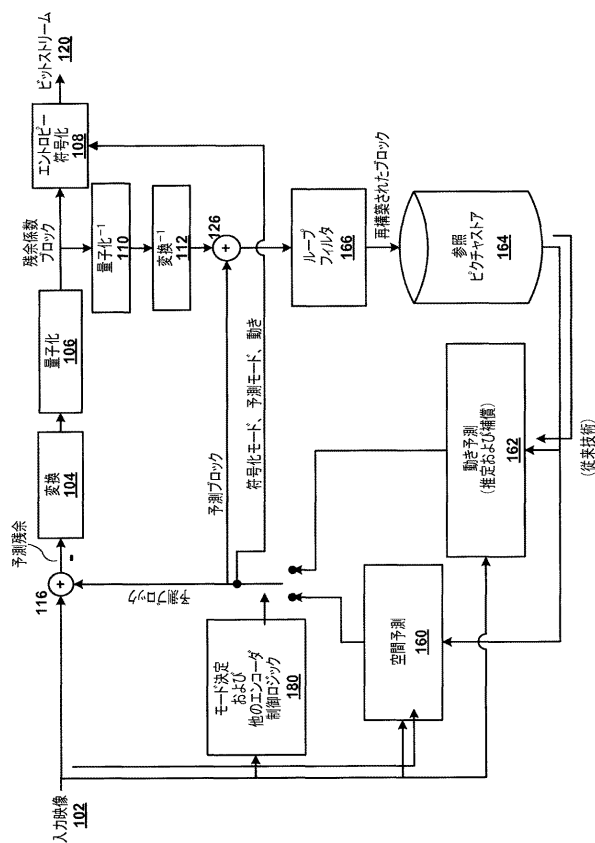 入力映像
102
116
+
予測残余
-
変換
104
量子化
106
残余係数
ブロック
エントロピー
符号化
108
ビットストリーム
120
量子化-1
110
変換-1
112
126
+
予測ブロック
予測ブロック
符号化モード、予測モード、動き
ループ
フィルタ
166
再構築されたブロック
参照
ピクチャストア
164
モード決定
および
他のエンコーダ
制御ロジック
180
空間予測
160
動き予測
(推定および補償)
162
(従来技術)